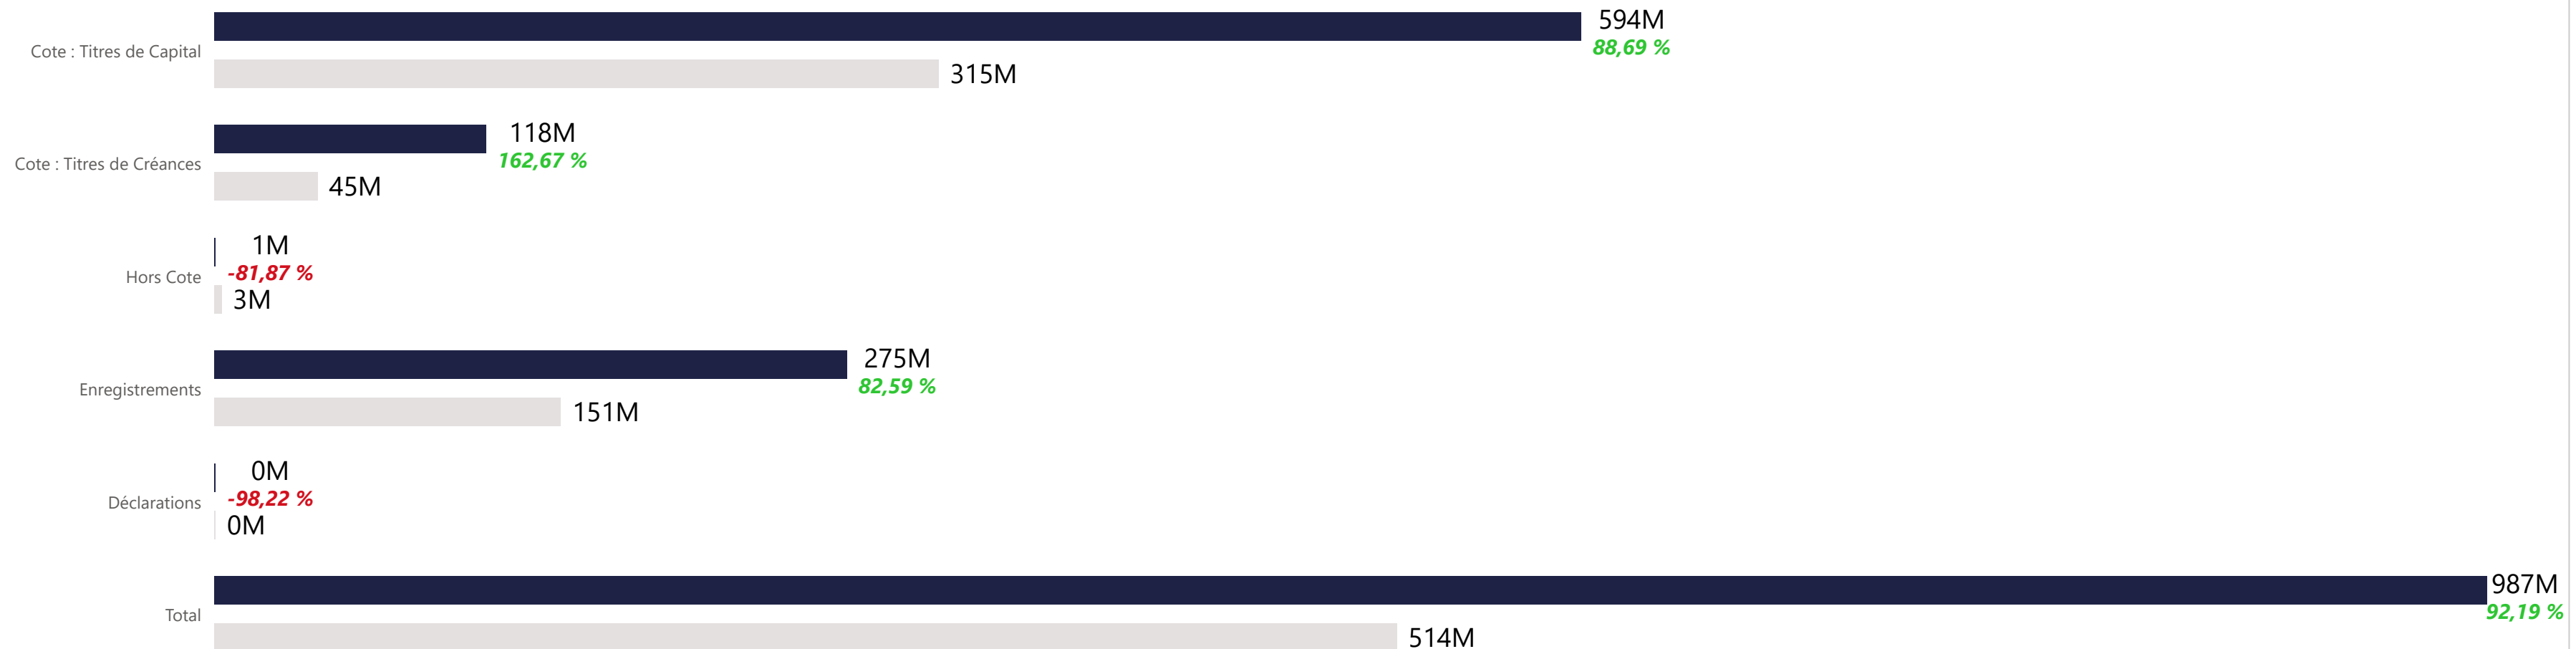 594M
88,69 %
Cote : Titres de Capital
315M
118M
162,67 %
Cote : Titres de Créances
45M
1M
-81,87 %
Hors Cote
3M
275M
82,59 %
Enregistrements
151M
0M
-98,22 %
Déclarations
0M
987M
92,19 %
Total
514M